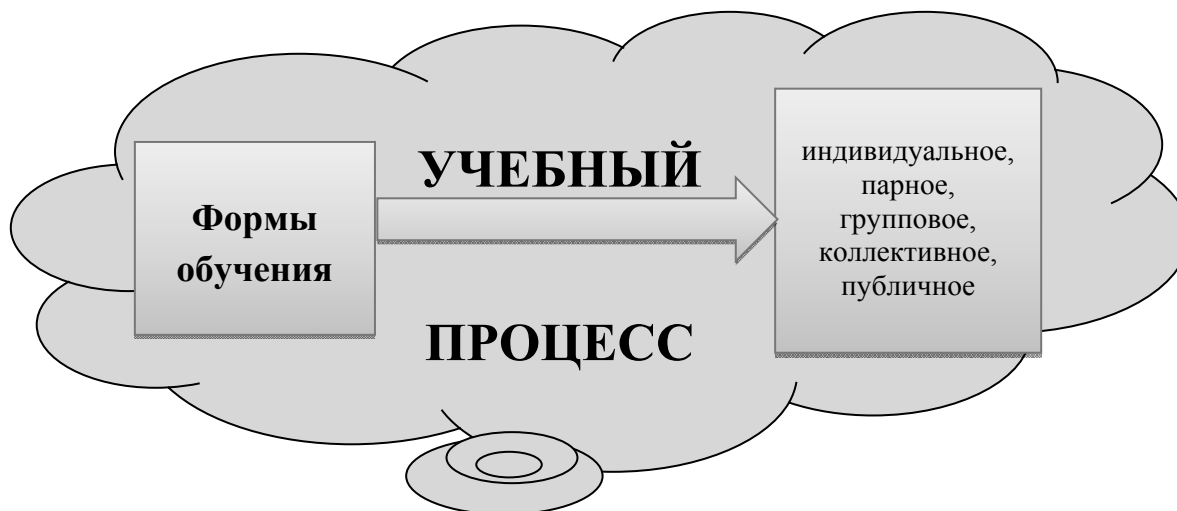 УЧЕБНЫЙ
Формы
обучения
индивидуальное,
парное,
групповое,
коллективное,
публичное
ПРОЦЕСС